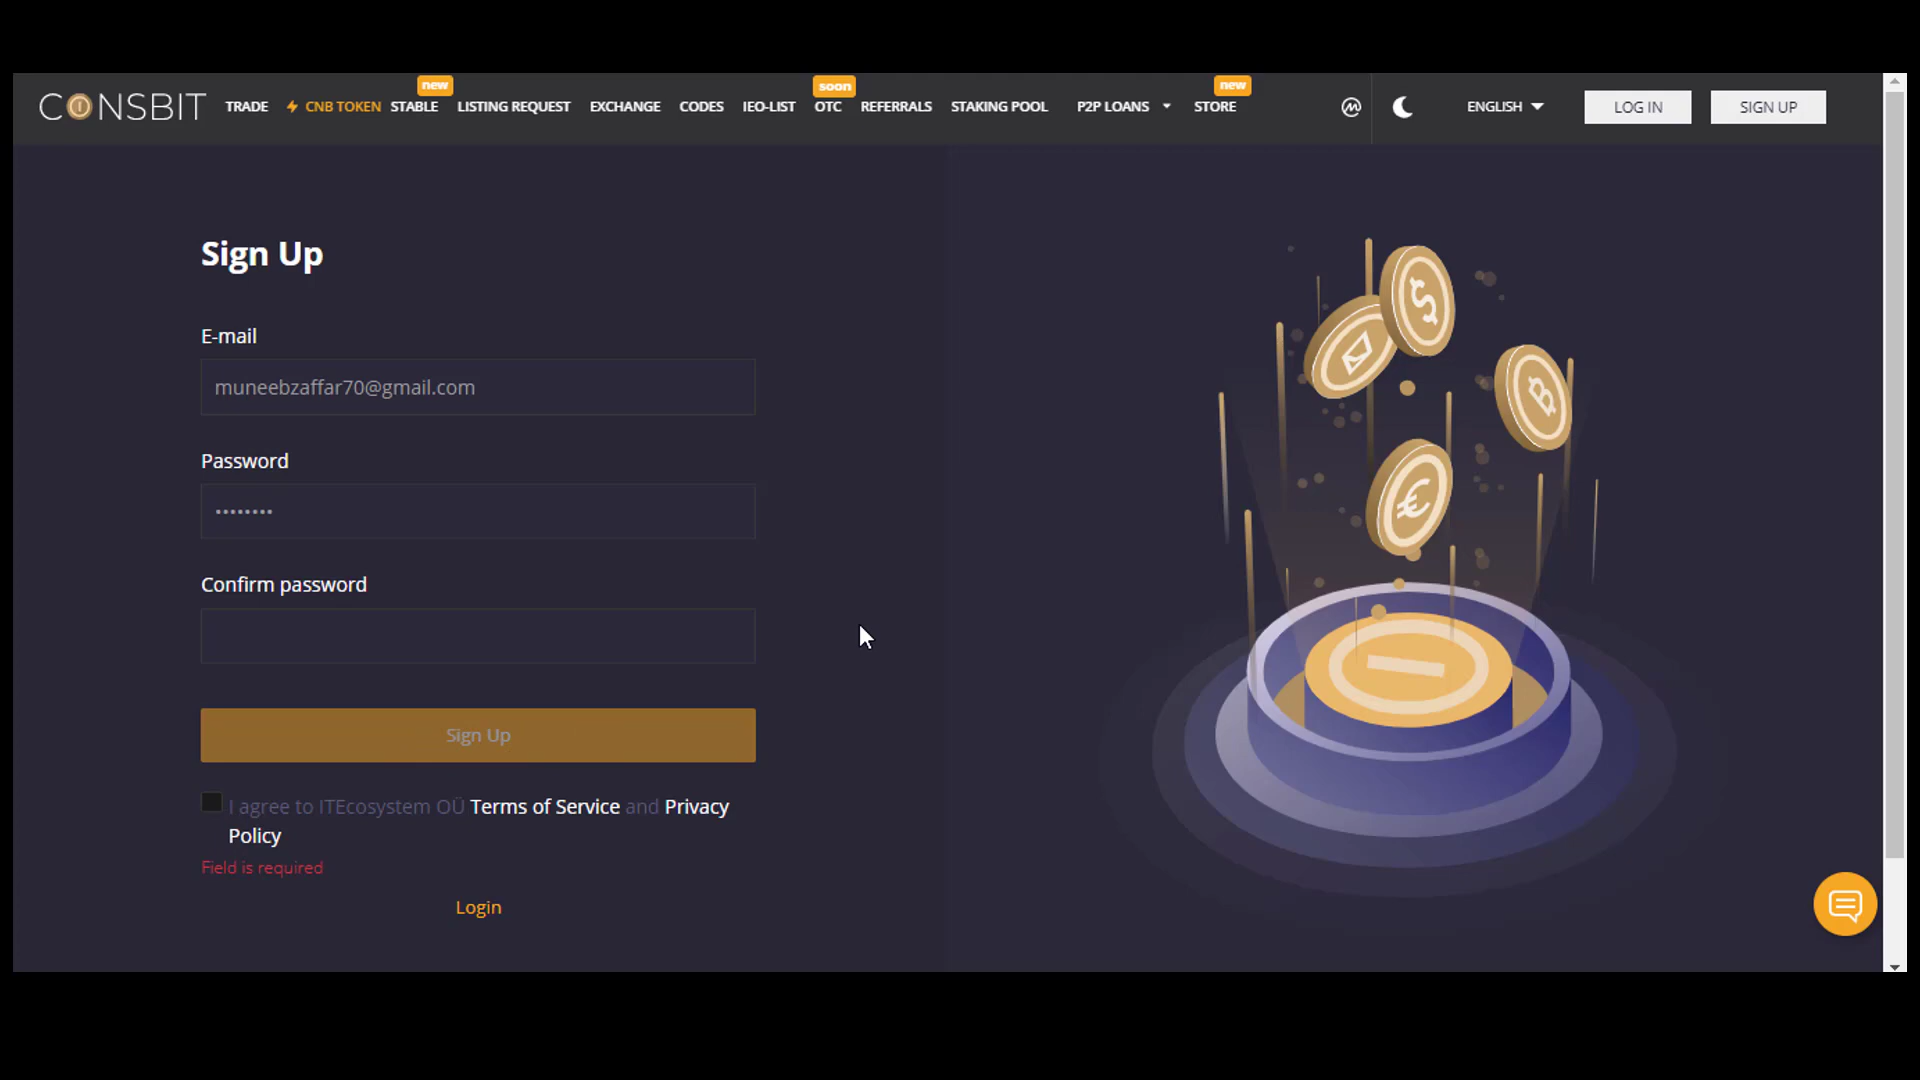 new soon new
CONSBIT TRADE CNB TOKEN STABLE LISTING REQUEST EXCHANGE CODES IEO-LIST OTC REFERRALS STAKING POOL P2P LOANS STORE ENGLISH LOG IN SIGN UP
Sign Up
E-mail
muneebzaffar70@gmail.com
Password
••••••••
Confirm password
Sign Up
I agree to ITEcosystem OÜ Terms of Service and Privacy
Policy
Field is required
Login